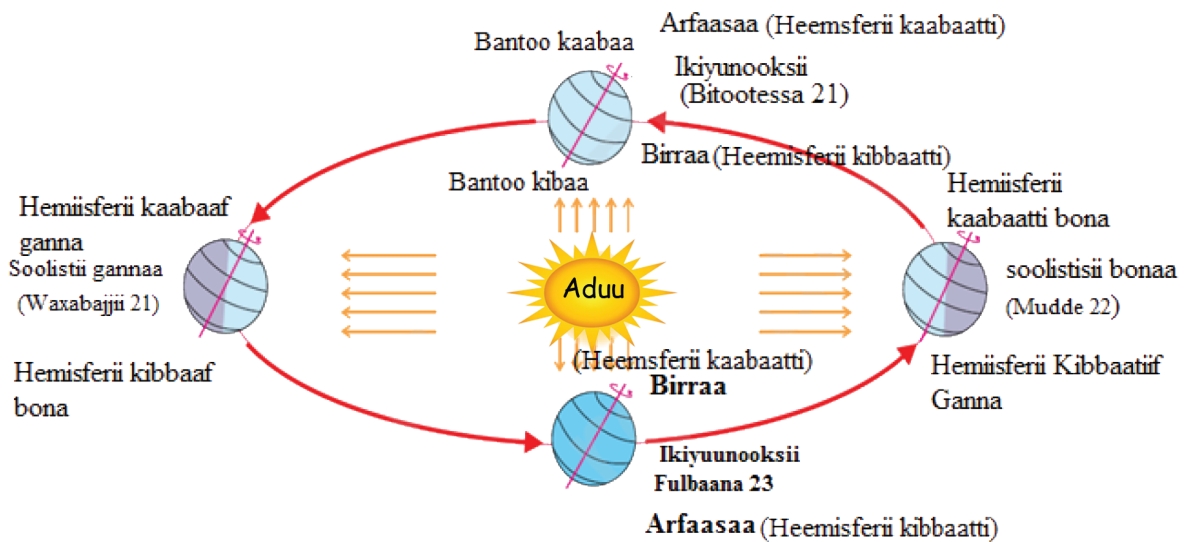 Arfaasaa (Heemsferii kaabaatti)
Bantoo kaabaa
Ikiyunooksii
(Bitootessa 21)
Birraa (Heemisferii kibbaatti)
Bantoo kibaa
Hemiisferii kaabaaf
ganna
Soolistii gannaa
(Waxabajjii 21)
Hemisferii kibbaaf
bona
Aduu
Hemiisferii
kaabaatti bona
soolistisii bonaa
(Mudde 22)
Hemiisferii Kibbaatiif
Ganna
(Heemsferii kaabaatti)
Birraa
Ikiyuunooksii
Fulbaana 23
Arfaasaa (Heemisferii kibbaatti)